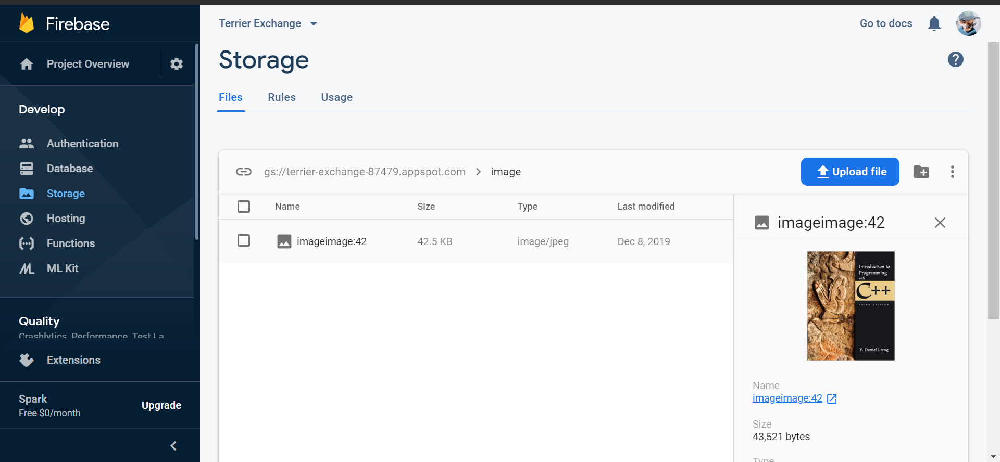 Firebase
Project Overview
Develop
Authentication
Database
Storage
Hosting
Functions
ML Kit
Quality
Crashlytics, Performance, Test La
Extensions
Spark
Free $0/month
Upgrade
Terrier Exchange
Go to docs
Storage
Files
Rules
Usage
gs://terrier-exchange-87479.appspot.com
image
Upload file
Name Size Type Last modified
imageimage:42 42.5 KB image/jpeg Dec 8, 2019
imageimage:42
Introduction to
Programming
with
C++
THIRD EDITION
Y. Daniel Liang
Name
imageimage:42
Size
43,521 bytes
Type